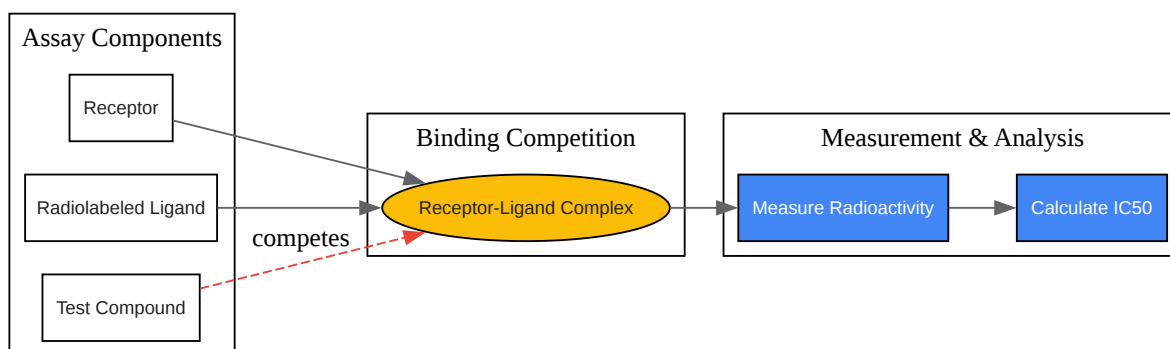 Assay Components
Receptor
Radiolabeled Ligand
Test Compound
competes
Binding Competition
Receptor-Ligand Complex
Measurement & Analysis
Measure Radioactivity
Calculate IC50